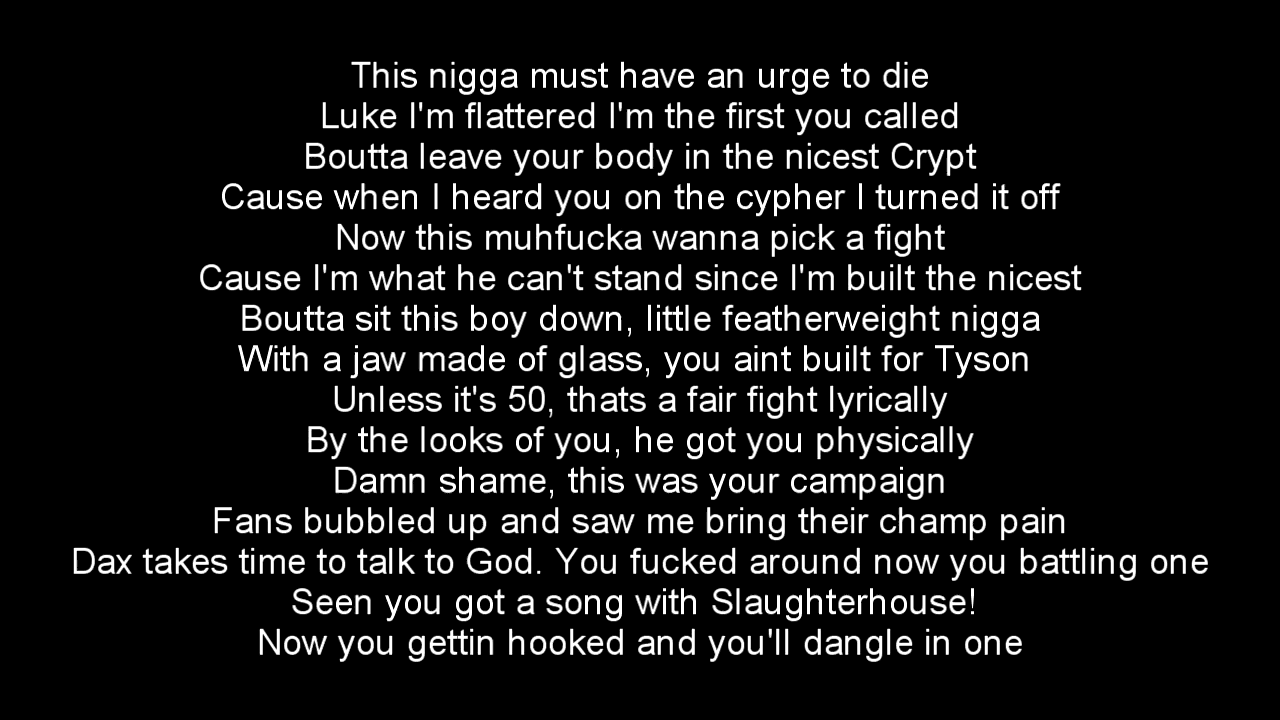 This nigga must have an urge to die
Luke I'm flattered I'm the first you called
Boutta leave your body in the nicest Crypt
Cause when I heard you on the cypher I turned it off
Now this muhfucka wanna pick a fight
Cause I'm what he can't stand since I'm built the nicest
Boutta sit this boy down, little featherweight nigga
With a jaw made of glass, you aint built for Tyson
Unless it's 50, thats a fair fight lyrically
By the looks of you, he got you physically
Damn shame, this was your campaign
Fans bubbled up and saw me bring their champ pain
Dax takes time to talk to God. You fucked around now you battling one
Seen you got a song with Slaughterhouse!
Now you gettin hooked and you'll dangle in one